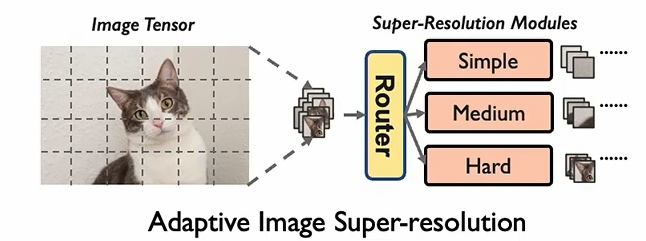 Image Tensor
Super-Resolution Modules
Router
Simple
......
Medium
......
Hard
......
Adaptive Image Super-resolution